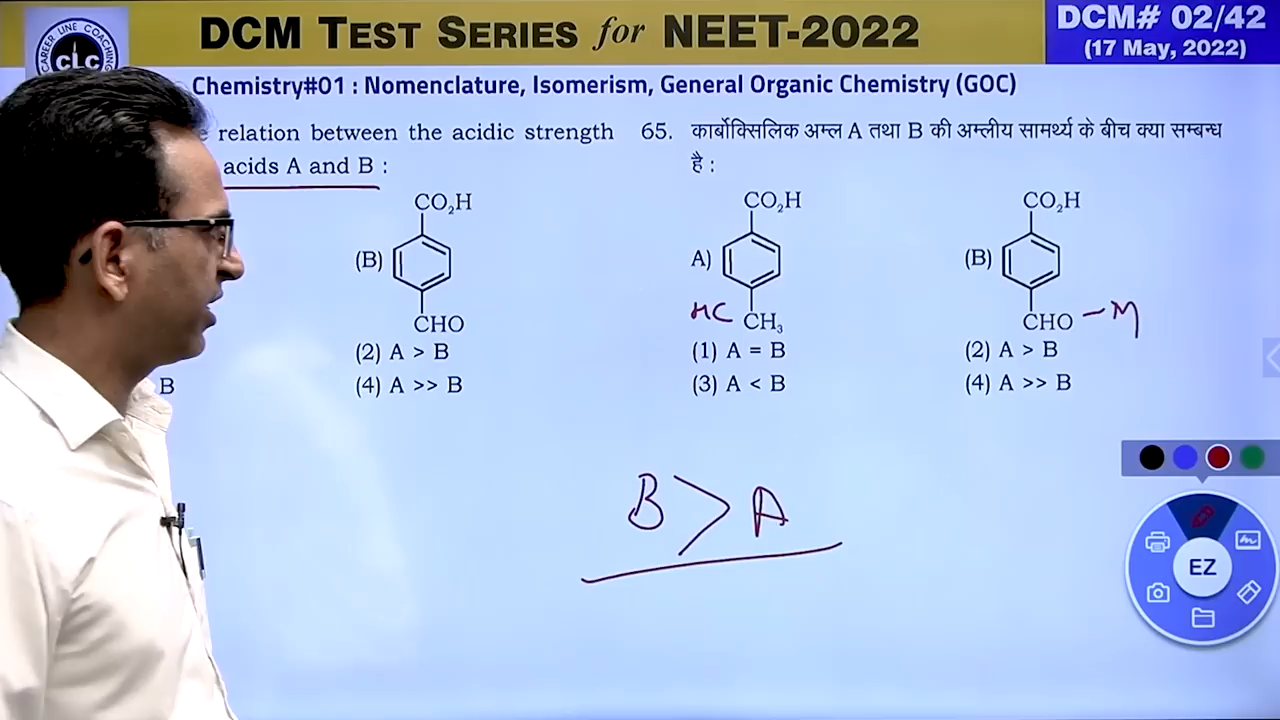 DCM TEST SERIES for NEET-2022
DCM# 02/42
(17 May, 2022)
CAREER LINE COACHING
CLC
Chemistry#01 : Nomenclature, Isomerism, General Organic Chemistry (GOC)
relation between the acidic strength
acids A and B :
CO₂H
(B)
CHO
(2) A > B
B
(4) A >> B
65. कार्बोक्सिलिक अम्ल A तथा B की अम्लीय सामर्थ्य के बीच क्या सम्बन्ध
है :
CO₂H
A)
HC CH₃
CO₂H
(B)
CHO -M
(1) A = B
(2) A > B
(3) A < B
(4) A >> B
B > A
EZ